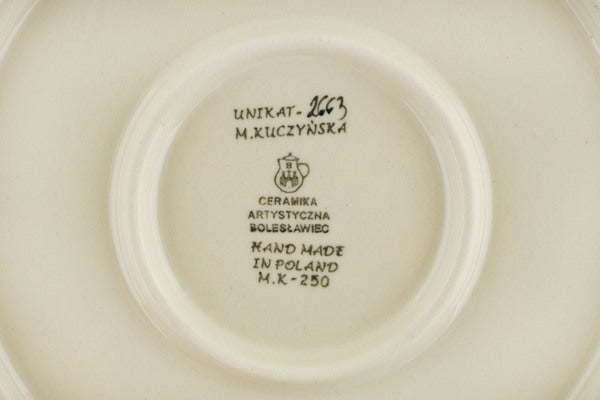 UNIKAT-2663
M.KUCZYŃSKA
B
CERAMIKA
ARTYSTYCZNA
BOLESŁAWIEC
HAND MADE
IN POLAND
M.K-250